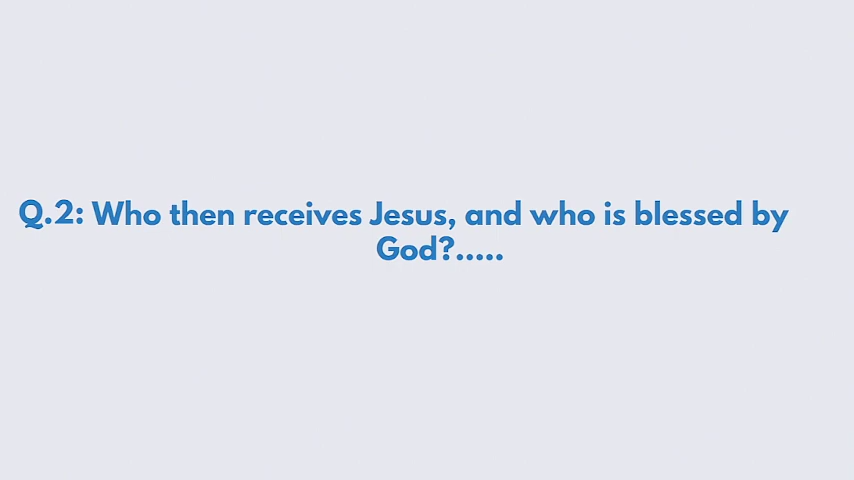 Q.2: Who then receives Jesus, and who is blessed by
God?.....